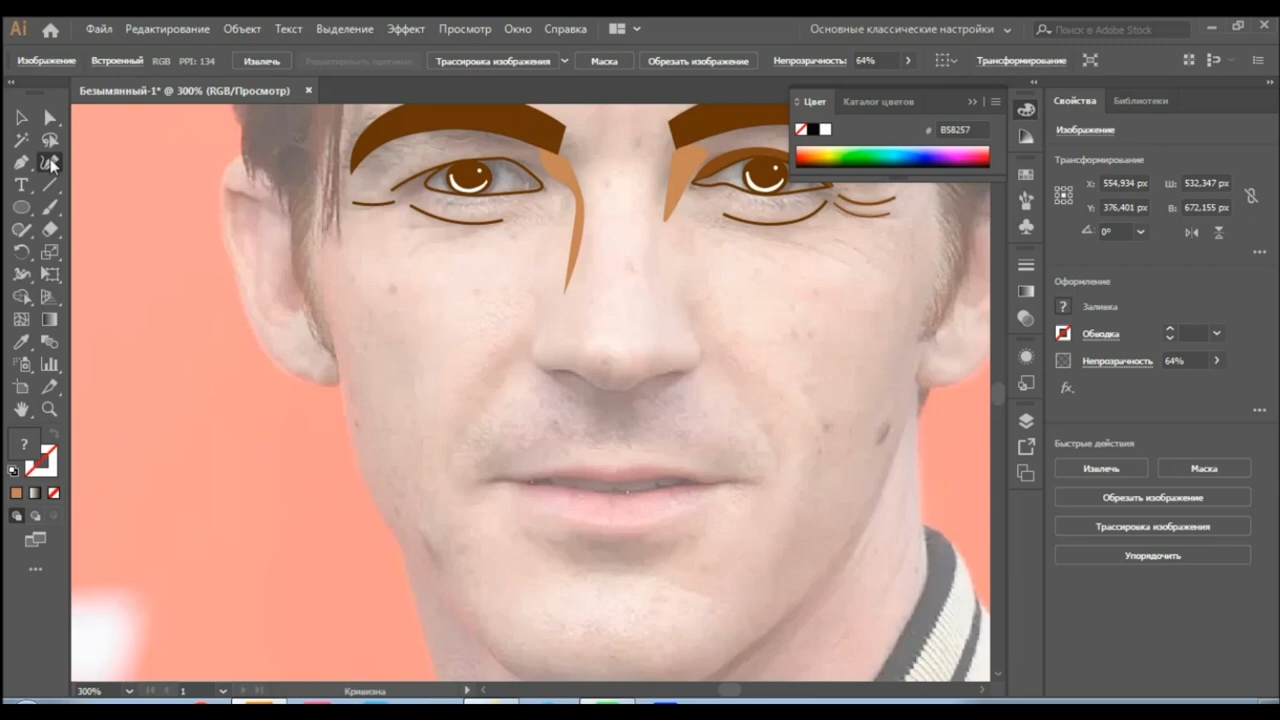 Ai Файл Редактирование Объект Текст Выделение Эффект Просмотр Окно Справка Основные классические настройки Поиск в Adobe Stock
Изображение Встроенный RGB PPI: 134 Извлечь Редактировать оригинал Трассировка изображения Маска Обрезать изображение Непрозрачность: 64% Трансформирование
Безымянный-1* @ 300% (RGB/Просмотр)
Цвет Каталог цветов
# B58257
Свойства Библиотеки
Изображение
Трансформирование
X: 554,934 px Ш: 532,347 px
Y: 376,401 px В: 672,155 px
0°
Оформление
? Заливка
Обводка
Непрозрачность 64%
fx.
Быстрые действия
Извлечь Маска
Обрезать изображение
Трассировка изображения
Упорядочить
T
?
300% 1 Кривизна